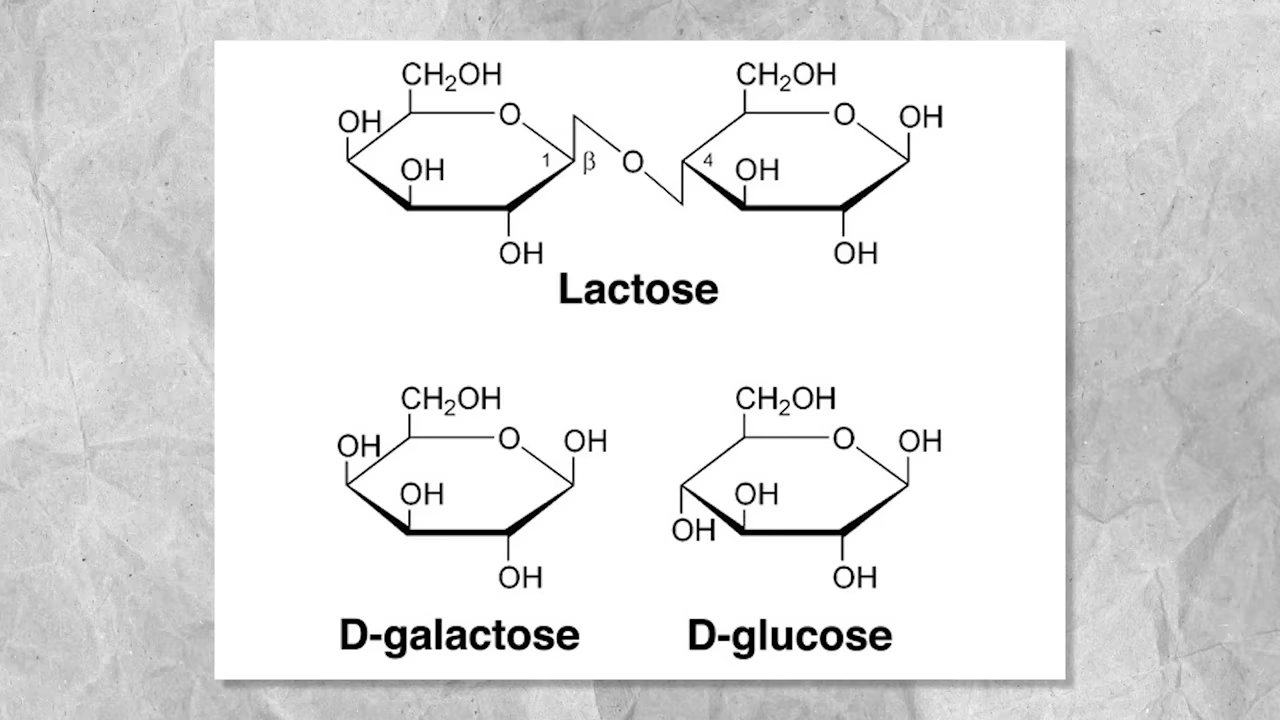 CH₂OH CH₂OH
OH O O OH
OH 1 β O 4 OH
OH OH
Lactose
CH₂OH CH₂OH
OH O OH O OH
OH OH
OH
OH OH
D-galactose D-glucose